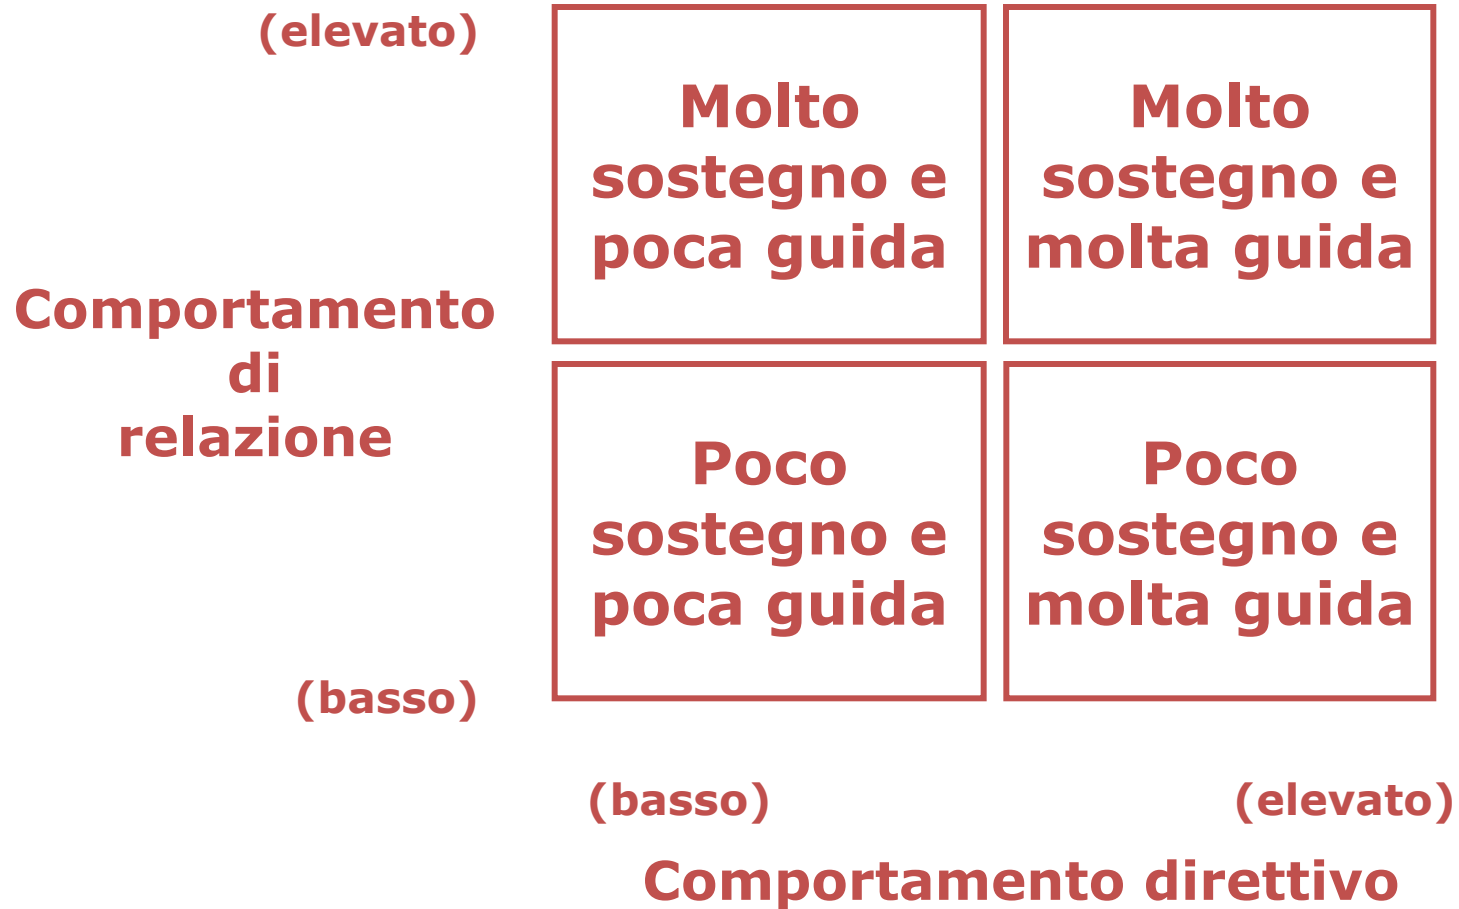 (elevato)
Molto
sostegno e
poca guida
Molto
sostegno e
molta guida
Comportamento
di
relazione
Poco
sostegno e
poca guida
Poco
sostegno e
molta guida
(basso)
(basso)
(elevato)
Comportamento direttivo